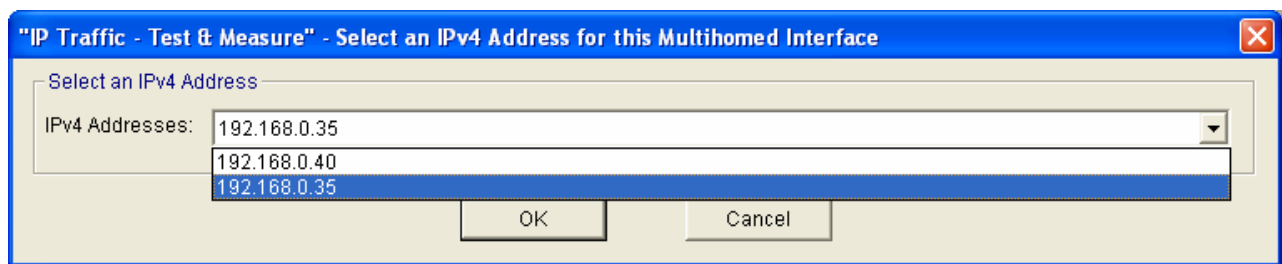 "IP Traffic - Test & Measure" - Select an IPv4 Address for this Multihomed Interface
Select an IPv4 Address
IPv4 Addresses: 192.168.0.35
192.168.0.40
192.168.0.35
OK Cancel